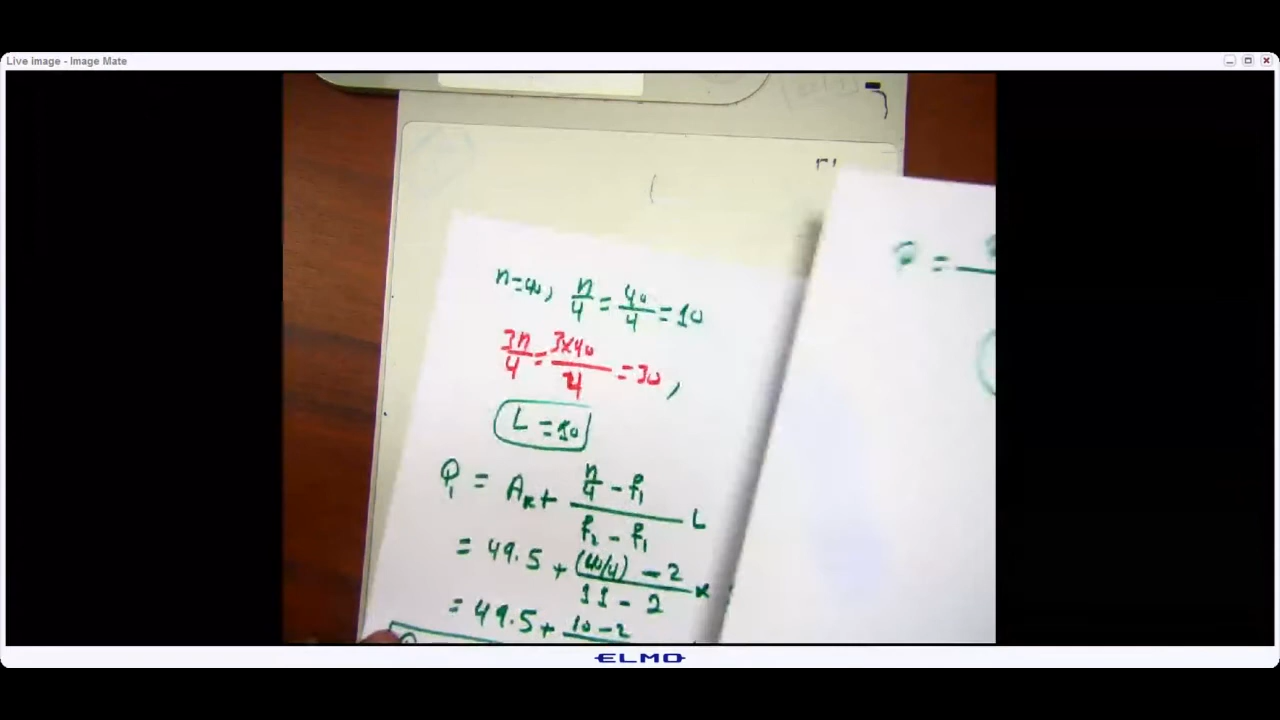 Live image - Image Mate
n=40, n/4 = 40/4 = 10
3n/4 = 3×40/4 = 30,
L = 10
Q₁ = A_k + (n/4 - f₁)/(f₂ - f₁) L
= 49.5 + ((40/4) - 2)/(11 - 2) ×
= 49.5 + 10 - 2
=
ELMO